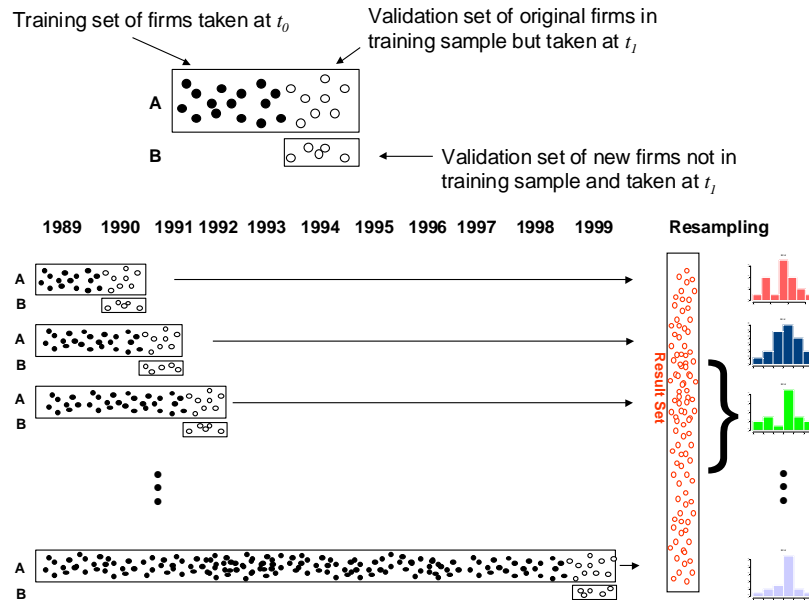 Training set of firms taken at t0
Validation set of original firms in
training sample but taken at t1
A
B
Validation set of new firms not in
training sample and taken at t1
1989 1990 1991 1992 1993 1994 1995 1996 1997 1998 1999 Resampling
A
B
A
B
A
B
Result Set
}
A
B